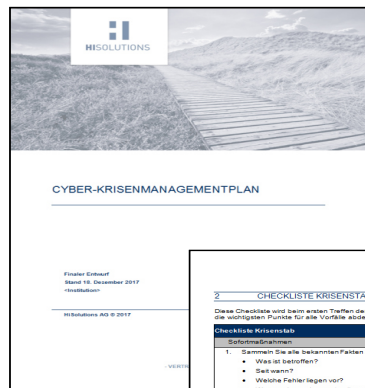 HISOLUTIONS
CYBER-KRISENMANAGEMENTPLAN
Finaler Entwurf
Stand 18. Dezember 2017
<Institution>
HiSolutions AG © 2017
- VERTR
2 CHECKLISTE KRISENSTA
Diese Checkliste wird beim ersten Treffen de
die wichtigsten Punkte für alle Vorfälle abde
Checkliste Krisenstab
Sofortmaßnahmen
1. Sammeln Sie alle bekannten Fakten
• Was ist betroffen?
• Seit wann?
• Welche Fehler liegen vor?